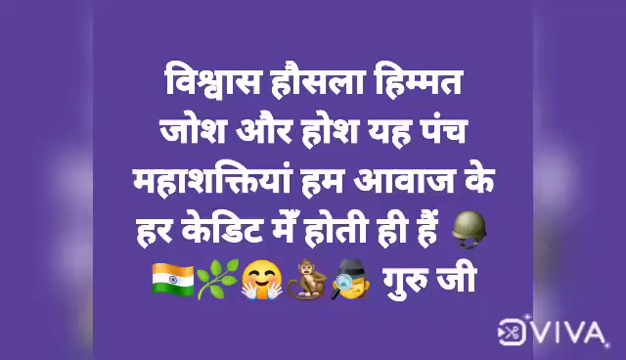 विश्वास हौसला हिम्मत
जोश और होश यह पंच
महाशक्तियां हम आवाज के
हर केडिट मेँ होती ही हैं 🪖
🇮🇳🌿🤗🐒🕵️ गुरु जी
VIVA